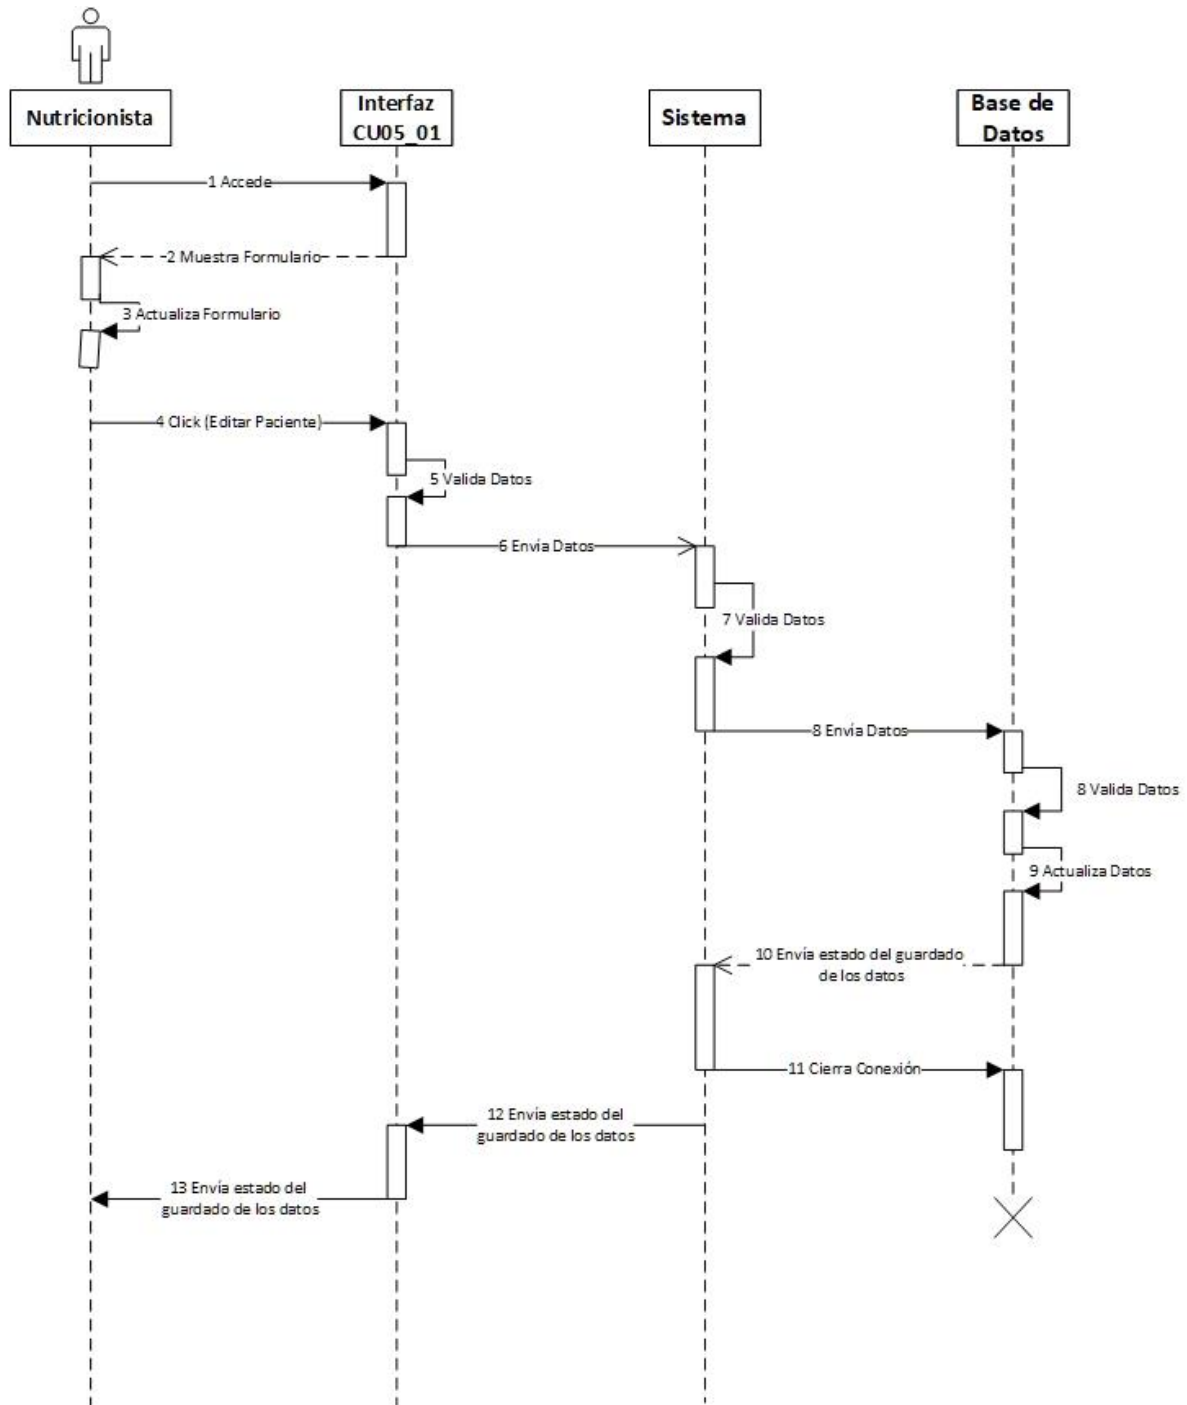 Nutricionista
Interfaz
CU05_01
Sistema
Base de
Datos
1 Accede
2 Muestra Formulario
3 Actualiza Formulario
4 Click (Editar Paciente)
5 Valida Datos
6 Envía Datos
7 Valida Datos
8 Envía Datos
8 Valida Datos
9 Actualiza Datos
10 Envía estado del guardado
de los datos
11 Cierra Conexión
12 Envía estado del
guardado de los datos
13 Envía estado del
guardado de los datos